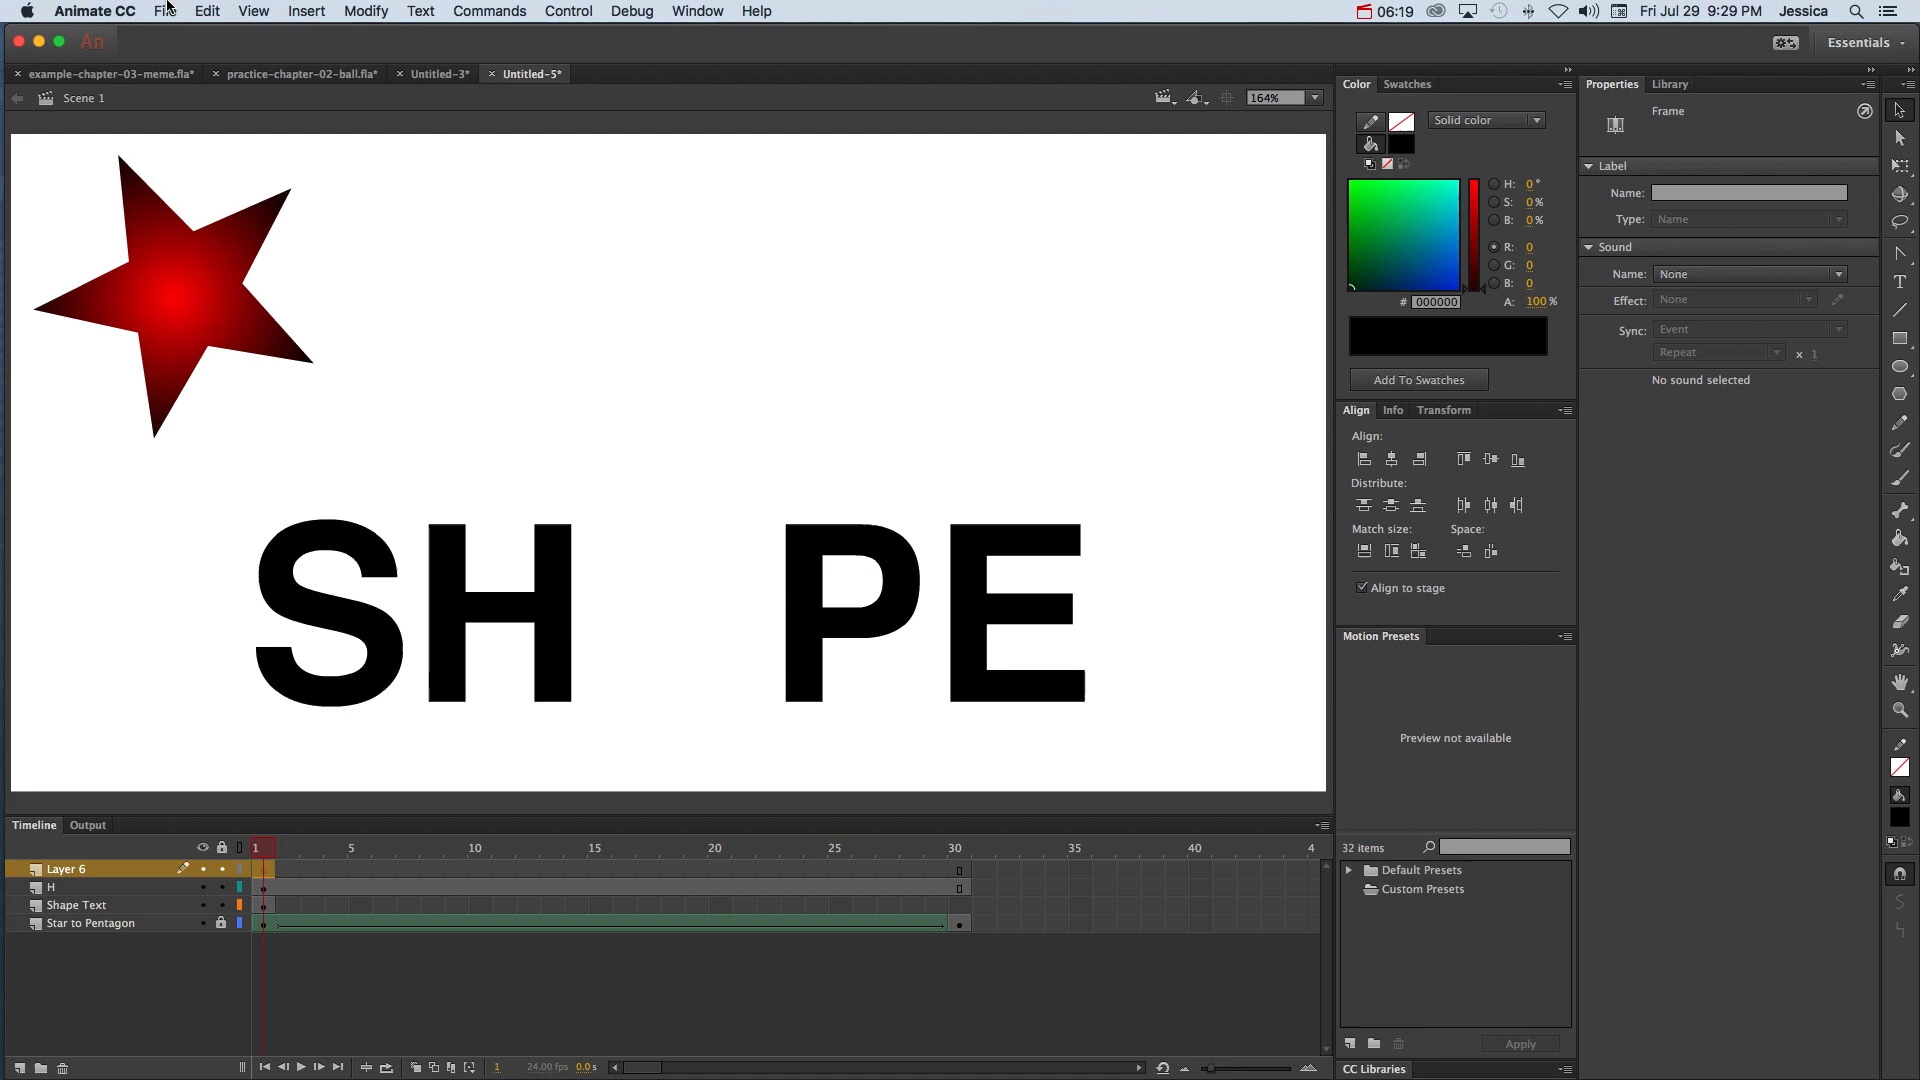 Animate CC File Edit View Insert Modify Text Commands Control Debug Window Help 06:19 Fri Jul 29 9:29 PM Jessica
An Essentials
example-chapter-03-meme.fla* practice-chapter-02-ball.fla* Untitled-3* Untitled-5*
Scene 1 164%
SH PE
Color Swatches
Solid color
H: 0 °
S: 0 %
B: 0 %
R: 0
G: 0
B: 0
# 000000 A: 100 %
Add To Swatches
Align Info Transform
Align:
Distribute:
Match size: Space:
Align to stage
Motion Presets
Preview not available
32 items
Default Presets
Custom Presets
Apply
CC Libraries
Properties Library
Frame
Label
Name:
Type: Name
Sound
Name: None
Effect: None
Sync: Event
Repeat x 1
No sound selected
Timeline Output
1 5 10 15 20 25 30 35 40 4
Layer 6
H
Shape Text
Star to Pentagon
1 24.00 fps 0.0 s